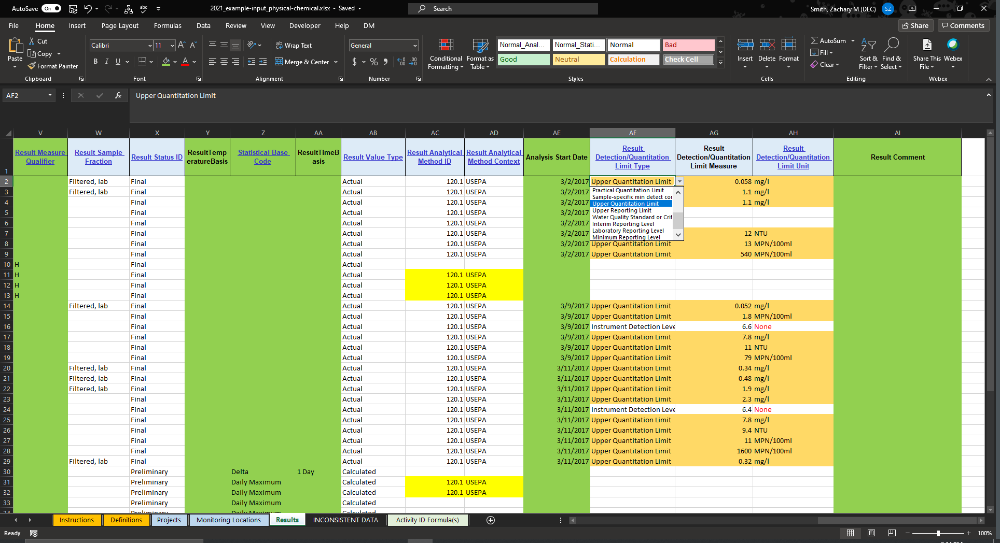 AutoSave On 2021_example-input_physical-chemical.xlsx - Saved Search Smith, Zachary M (DEC) SZ
File Home Insert Page Layout Formulas Data Review View Developer Help DM Share Comments
Paste Cut Copy Format Painter
Calibri 11
B I U
Wrap Text
Merge & Center
General
$ %
Conditional Formatting
Format as Table
Normal_Anal... Normal_Stati... Normal Bad
Good Neutral Calculation Check Cell
Insert Delete Format
AutoSum
Fill
Clear
Sort & Filter
Find & Select
Share This File
Webex
Clipboard Font Alignment Number Styles Cells Editing Webex
AF2 fx Upper Quantitation Limit
V W X Y Z AA AB AC AD AE AF AG AH AI
1 Result Measure Qualifier Result Sample Fraction Result Status ID ResultTemperatureBasis Statistical Base Code ResultTimeBasis Result Value Type Result Analytical Method ID Result Analytical Method Context Analysis Start Date Result Detection/Quantitation Limit Type Result Detection/Quantitation Limit Measure Result Detection/Quantitation Limit Unit Result Comment
2 Filtered, lab Final Actual 120.1 USEPA 3/2/2017 Upper Quantitation Limit 0.058 mg/l
3 Filtered, lab Final Actual 120.1 USEPA 3/2/2017 1.1 mg/l
4 Final Actual 120.1 USEPA 3/2/2017 1.1 mg/l
5 Final Actual 120.1 USEPA 3/2/2017
6 Final Actual 120.1 USEPA 3/2/2017
7 Final Actual 120.1 USEPA 3/2/2017 12 NTU
Practical Quantitation Limit
Sample-specific min detect cor
Upper Quantitation Limit
Upper Reporting Limit
Water Quality Standard or Crit
Interim Reporting Level
Laboratory Reporting Level
Minimum Reporting Level
8 Final Actual 120.1 USEPA 3/2/2017 Upper Quantitation Limit 13 MPN/100ml
9 Final Actual 120.1 USEPA 3/2/2017 Upper Quantitation Limit 540 MPN/100ml
10 H Final Actual
11 H Final Actual 120.1 USEPA
12 H Final Actual 120.1 USEPA
13 H Final Actual 120.1 USEPA
14 Filtered, lab Final Actual 120.1 USEPA 3/9/2017 Upper Quantitation Limit 0.052 mg/l
15 Final Actual 120.1 USEPA 3/9/2017 Upper Quantitation Limit 1.8 MPN/100ml
16 Final Actual 120.1 USEPA 3/9/2017 Instrument Detection Leve 6.6 None
17 Final Actual 120.1 USEPA 3/9/2017 Upper Quantitation Limit 7.8 mg/l
18 Final Actual 120.1 USEPA 3/9/2017 Upper Quantitation Limit 11 NTU
19 Final Actual 120.1 USEPA 3/9/2017 Upper Quantitation Limit 79 MPN/100ml
20 Filtered, lab Final Actual 120.1 USEPA 3/11/2017 Upper Quantitation Limit 0.34 mg/l
21 Filtered, lab Final Actual 120.1 USEPA 3/11/2017 Upper Quantitation Limit 0.48 mg/l
22 Filtered, lab Final Actual 120.1 USEPA 3/11/2017 Upper Quantitation Limit 1.9 mg/l
23 Final Actual 120.1 USEPA 3/11/2017 Upper Quantitation Limit 2.3 mg/l
24 Final Actual 120.1 USEPA 3/11/2017 Instrument Detection Leve 6.4 None
25 Final Actual 120.1 USEPA 3/11/2017 Upper Quantitation Limit 7.8 mg/l
26 Final Actual 120.1 USEPA 3/11/2017 Upper Quantitation Limit 9.4 NTU
27 Final Actual 120.1 USEPA 3/11/2017 Upper Quantitation Limit 11 MPN/100ml
28 Final Actual 120.1 USEPA 3/11/2017 Upper Quantitation Limit 1600 MPN/100ml
29 Filtered, lab Final Actual 120.1 USEPA 3/11/2017 Upper Quantitation Limit 0.32 mg/l
30 Preliminary Delta 1 Day Calculated
31 Preliminary Daily Maximum Calculated 120.1 USEPA
32 Preliminary Daily Maximum Calculated 120.1 USEPA
33 Preliminary Daily Maximum Calculated
Instructions Definitions Projects Monitoring Locations Results INCONSISTENT DATA Activity ID Formula(s)
Ready 100%